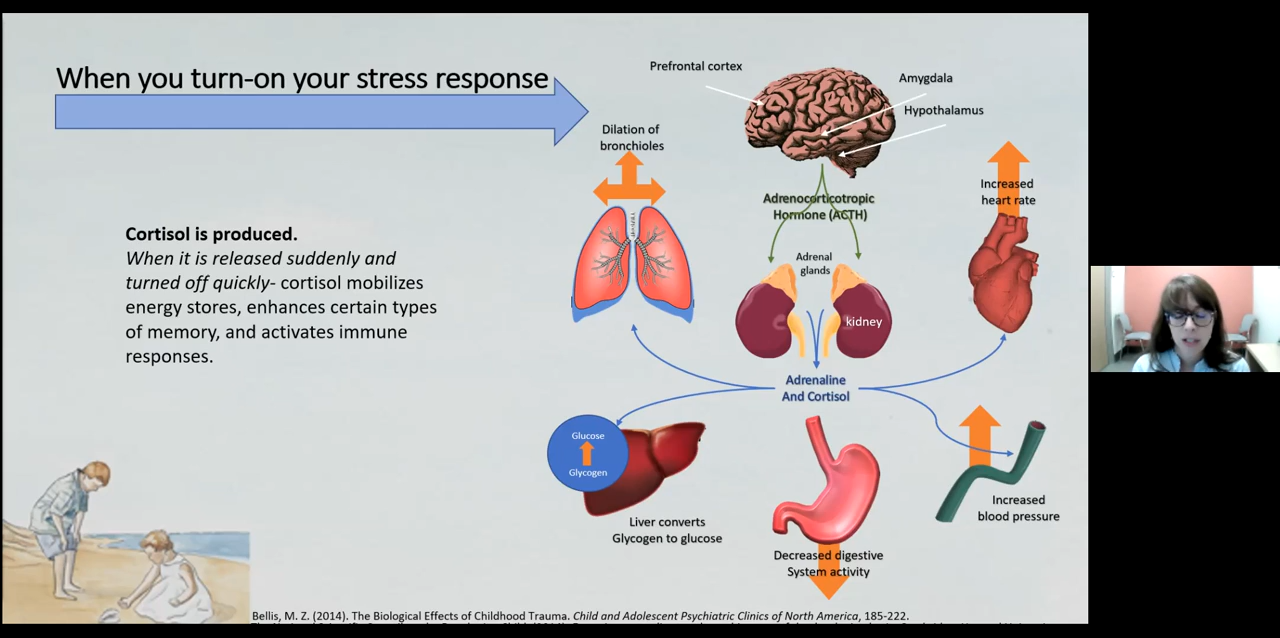 When you turn-on your stress response
Prefrontal cortex
Amygdala
Hypothalamus
Dilation of
bronchioles
Increased
heart rate
Adrenocorticotropic
Hormone (ACTH)
Cortisol is produced.
When it is released suddenly and
turned off quickly- cortisol mobilizes
energy stores, enhances certain types
of memory, and activates immune
responses.
Adrenal
glands
kidney
Adrenaline
And Cortisol
Glucose
Glycogen
Liver converts
Glycogen to glucose
Increased
blood pressure
Decreased digestive
System activity
Bellis, M. Z. (2014). The Biological Effects of Childhood Trauma. Child and Adolescent Psychiatric Clinics of North America, 185-222.